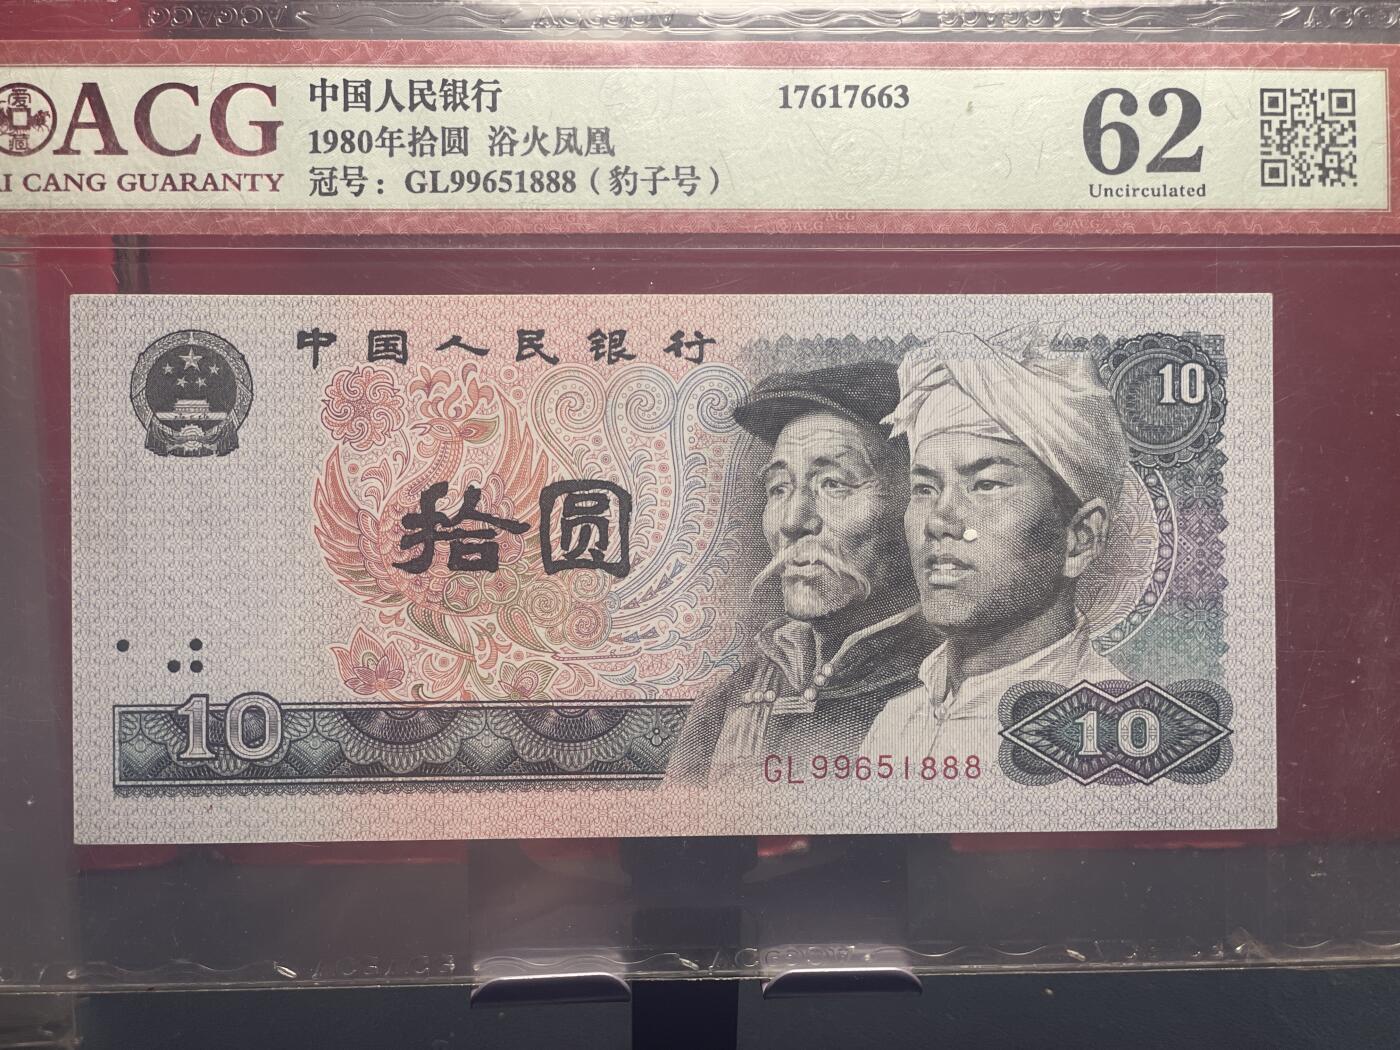 ACG
AI CANG GUARANTY
中国人民银行
1980年拾圆 浴火凤凰
冠号：GL99651888（豹子号）
17617663
62
Uncirculated
中国人民银行
10
拾圆
10
GL99651888
10